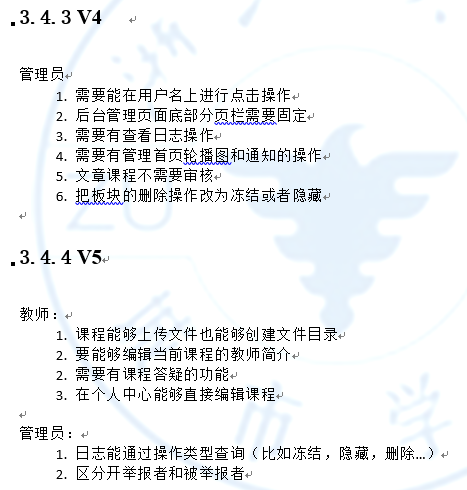 3.4.3 V4
管理员
1. 需要能在用户名上进行点击操作
2. 后台管理页面底部分页栏需要固定
3. 需要有查看日志操作
4. 需要有管理首页轮播图和通知的操作
5. 文章课程不需要审核
6. 把板块的删除操作改为冻结或者隐藏
3.4.4 V5
教师：
1. 课程能够上传文件也能够创建文件目录
2. 要能够编辑当前课程的教师简介
2. 需要有课程答疑的功能
3. 在个人中心能够直接编辑课程
管理员：
1. 日志能通过操作类型查询（比如冻结，隐藏，删除…）
2. 区分开举报者和被举报者